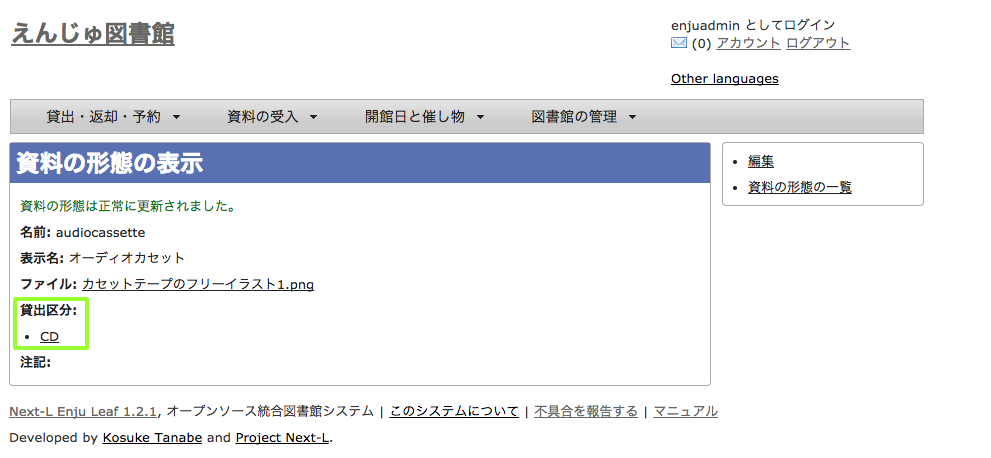 えんじゅ図書館
enjuadmin としてログイン
(0) アカウント ログアウト
Other languages
貸出・返却・予約 資料の受入 開館日と催し物 図書館の管理
資料の形態の表示
資料の形態は正常に更新されました。
名前: audiocassette
表示名: オーディオカセット
ファイル: カセットテープのフリーイラスト1.png
貸出区分:
• CD
注記:
• 編集
• 資料の形態の一覧
Next-L Enju Leaf 1.2.1, オープンソース統合図書館システム | このシステムについて | 不具合を報告する | マニュアル
Developed by Kosuke Tanabe and Project Next-L.